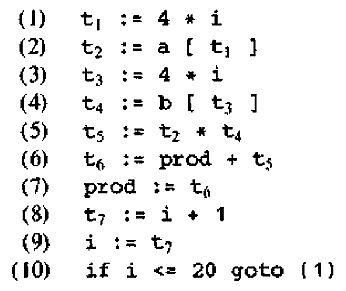 (1) t₁ := 4 * i
(2) t₂ := a [ t₁ ]
(3) t₃ := 4 * i
(4) t₄ := b [ t₃ ]
(5) t₅ := t₂ * t₄
(6) t₆ := prod + t₅
(7) prod := t₆
(8) t₇ := i + 1
(9) i := t₇
(10) if i <= 20 goto (1)